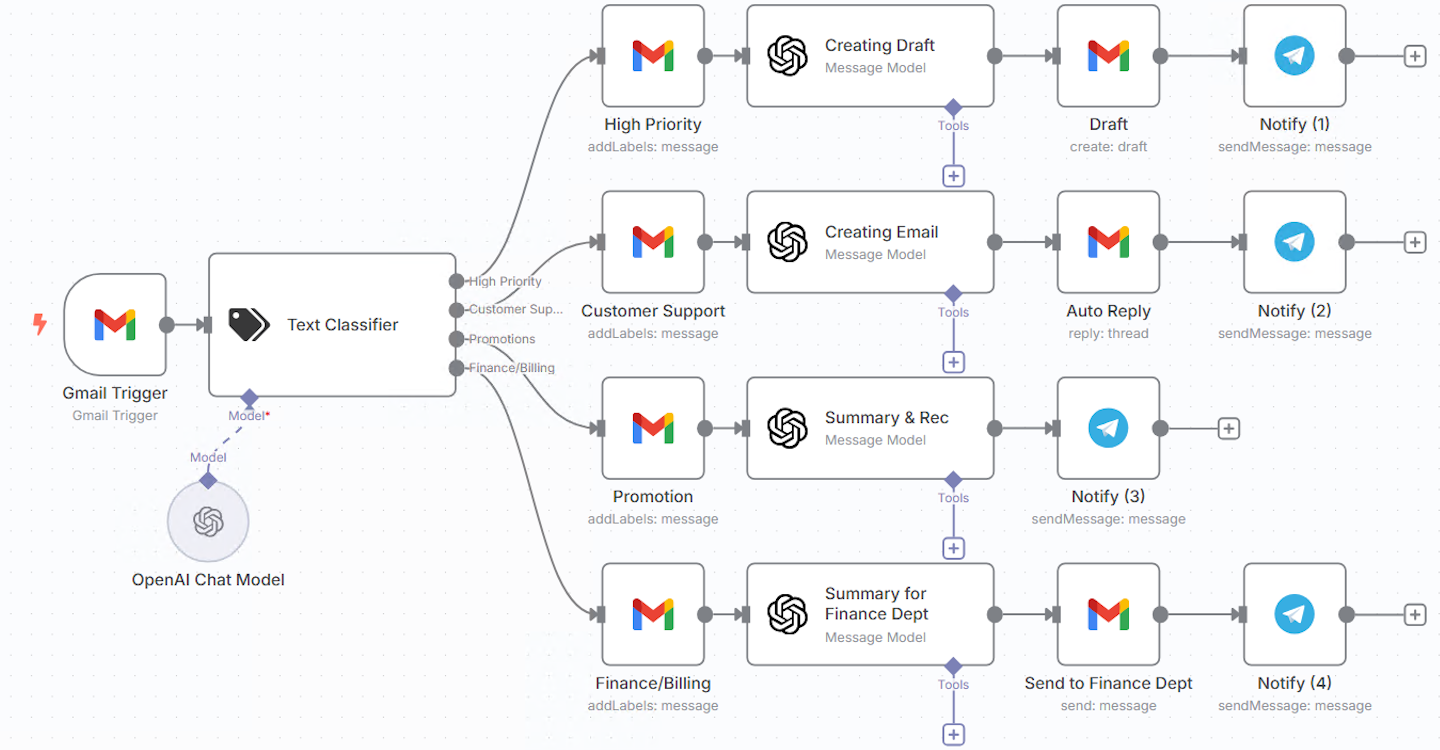 Creating Draft
Message Model
Tools
High Priority
addLabels: message
Draft
create: draft
Notify (1)
sendMessage: message
Creating Email
Message Model
Tools
Customer Support
addLabels: message
Auto Reply
reply: thread
Notify (2)
sendMessage: message
Gmail Trigger
Gmail Trigger
Text Classifier
High Priority
Customer Sup...
Promotions
Finance/Billing
Model*
Model
OpenAI Chat Model
Summary & Rec
Message Model
Tools
Promotion
addLabels: message
Notify (3)
sendMessage: message
Summary for
Finance Dept
Message Model
Tools
Finance/Billing
addLabels: message
Send to Finance Dept
send: message
Notify (4)
sendMessage: message